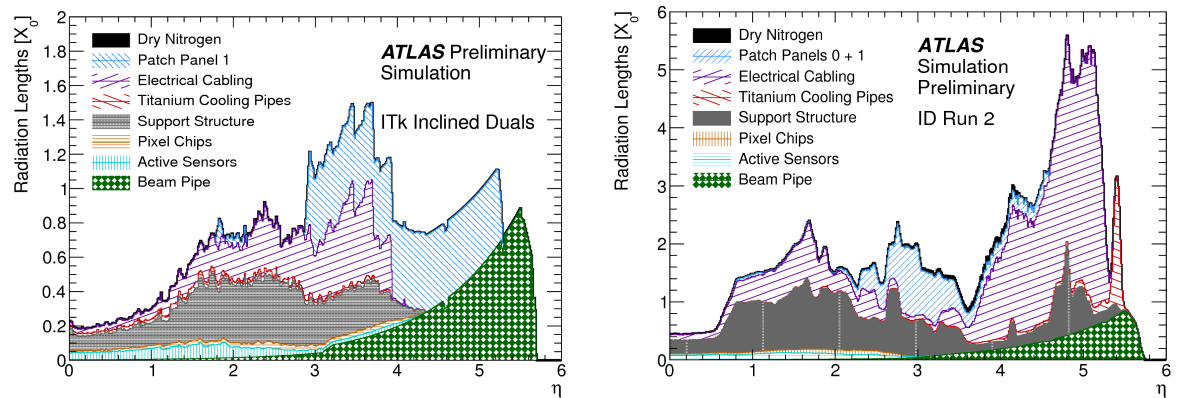 Radiation Lengths [X₀]
2
1.8
1.6
1.4
1.2
1
0.8
0.6
0.4
0.2
0
Dry Nitrogen
Patch Panel 1
Electrical Cabling
Titanium Cooling Pipes
Support Structure
Pixel Chips
Active Sensors
Beam Pipe
ATLAS Preliminary
Simulation
ITk Inclined Duals
0 1 2 3 4 5 6
η
Radiation Lengths [X₀]
6
5
4
3
2
1
0
Dry Nitrogen
Patch Panels 0 + 1
Electrical Cabling
Titanium Cooling Pipes
Support Structure
Pixel Chips
Active Sensors
Beam Pipe
ATLAS
Simulation
Preliminary
ID Run 2
0 1 2 3 4 5 6
η